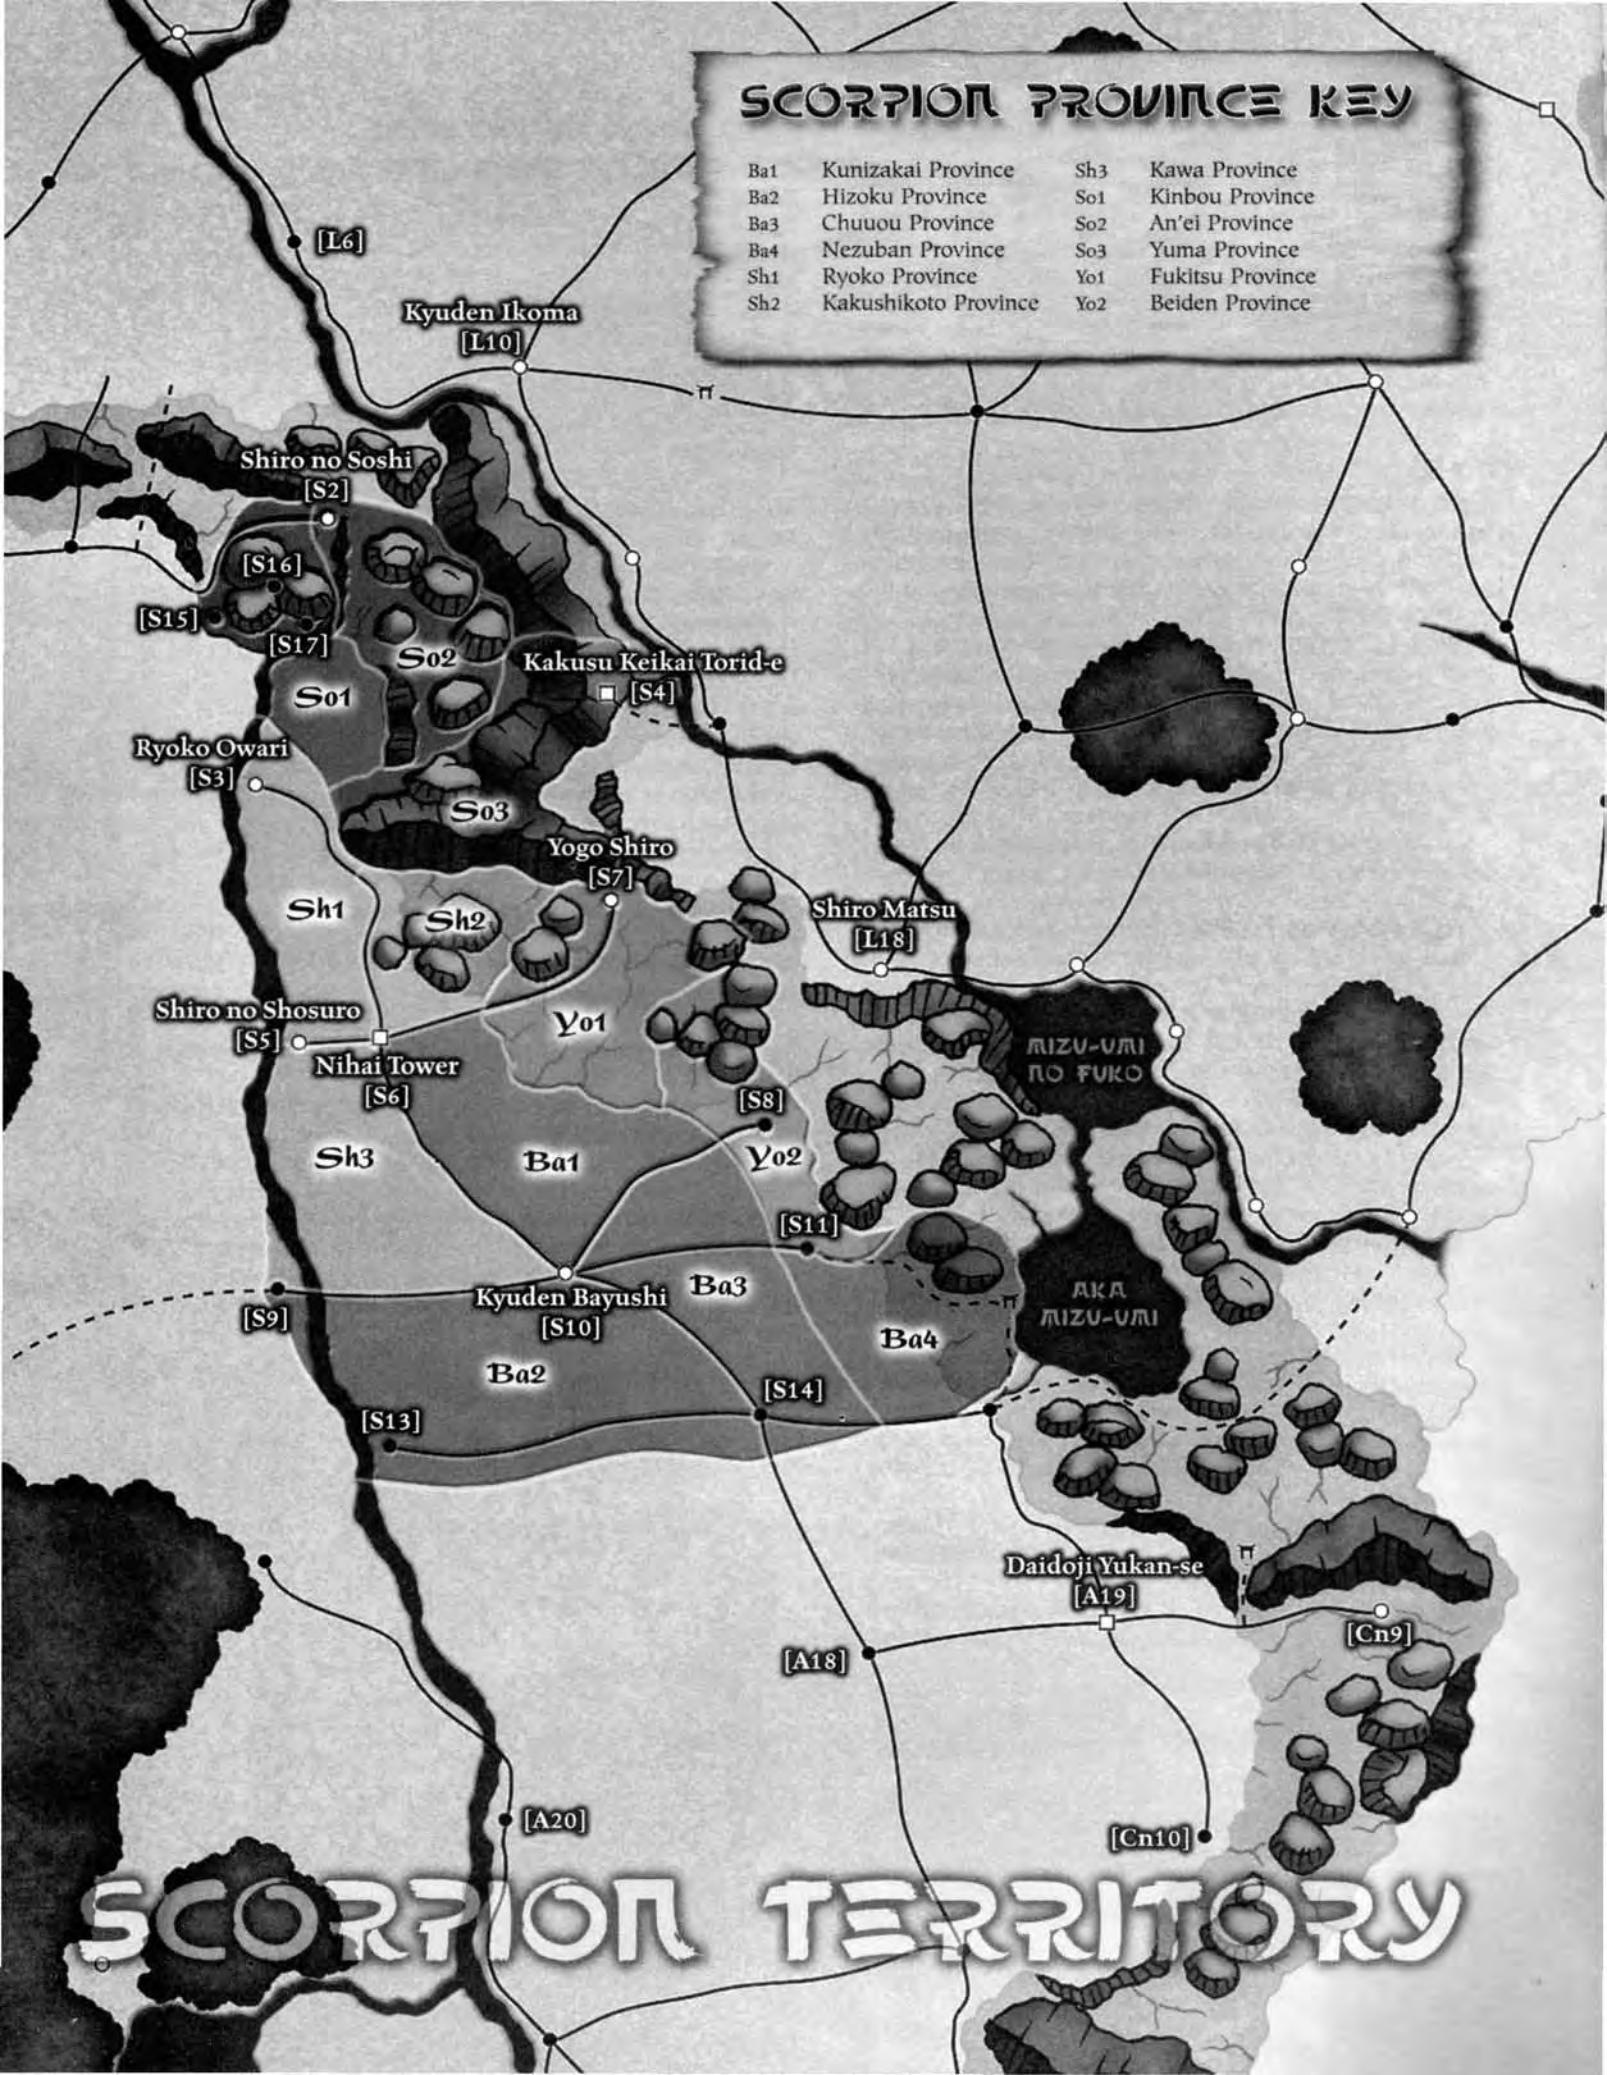 SCORPION PROVINCE KEY
Ba1 Kunizakai Province Sh3 Kawa Province
Ba2 Hizoku Province So1 Kinbou Province
Ba3 Chuuou Province So2 An'ei Province
Ba4 Nezuban Province So3 Yuma Province
Sh1 Ryoko Province Yo1 Fukitsu Province
Sh2 Kakushikoto Province Yo2 Beiden Province
[L6]
Kyuden Ikoma
[L10]
Shiro no Soshi
[S2]
[S16]
[S15]
[S17]
So2
Kakusu Keikai Torid-e
[S4]
So1
Ryoko Owari
[S3]
So3
Yogo Shiro
[S7]
Sh1
Sh2
Shiro Matsu
[L18]
Shiro no Shosuro
[S5]
Yo1
MIZU-UMI
NO FUKO
Nihai Tower
[S6]
[S8]
Sh3
Ba1
Yo2
[S11]
Ba3
AKA
MIZU-UMI
Kyuden Bayushi
[S10]
[S9]
Ba4
Ba2
[S14]
[S13]
Daidoji Yukan-se
[A19]
[Cn9]
[A18]
[A20]
[Cn10]
SCORPION TERRITORY